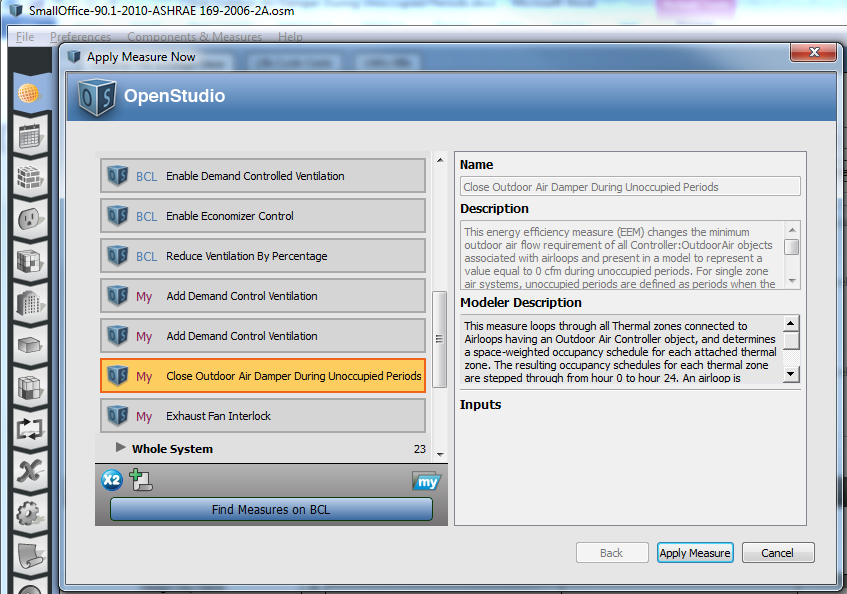 SmallOffice-90.1-2010-ASHRAE 169-2006-2A.osm
File Preferences Components & Measures Help
Apply Measure Now
OpenStudio
BCL Enable Demand Controlled Ventilation
BCL Enable Economizer Control
BCL Reduce Ventilation By Percentage
My Add Demand Control Ventilation
My Add Demand Control Ventilation
My Close Outdoor Air Damper During Unoccupied Periods
My Exhaust Fan Interlock
Whole System 23
X2
my
Find Measures on BCL
Name
Close Outdoor Air Damper During Unoccupied Periods
Description
This energy efficiency measure (EEM) changes the minimum
outdoor air flow requirement of all Controller:OutdoorAir objects
associated with airloops and present in a model to represent a
value equal to 0 cfm during unoccupied periods. For single zone
air systems, unoccupied periods are defined as periods when the
Modeler Description
This measure loops through all Thermal zones connected to
Airloops having an Outdoor Air Controller object, and determines
a space-weighted occupancy schedule for each attached thermal
zone. The resulting occupancy schedules for each thermal zone
are stepped through from hour 0 to hour 24. An airloop is
Inputs
Back Apply Measure Cancel